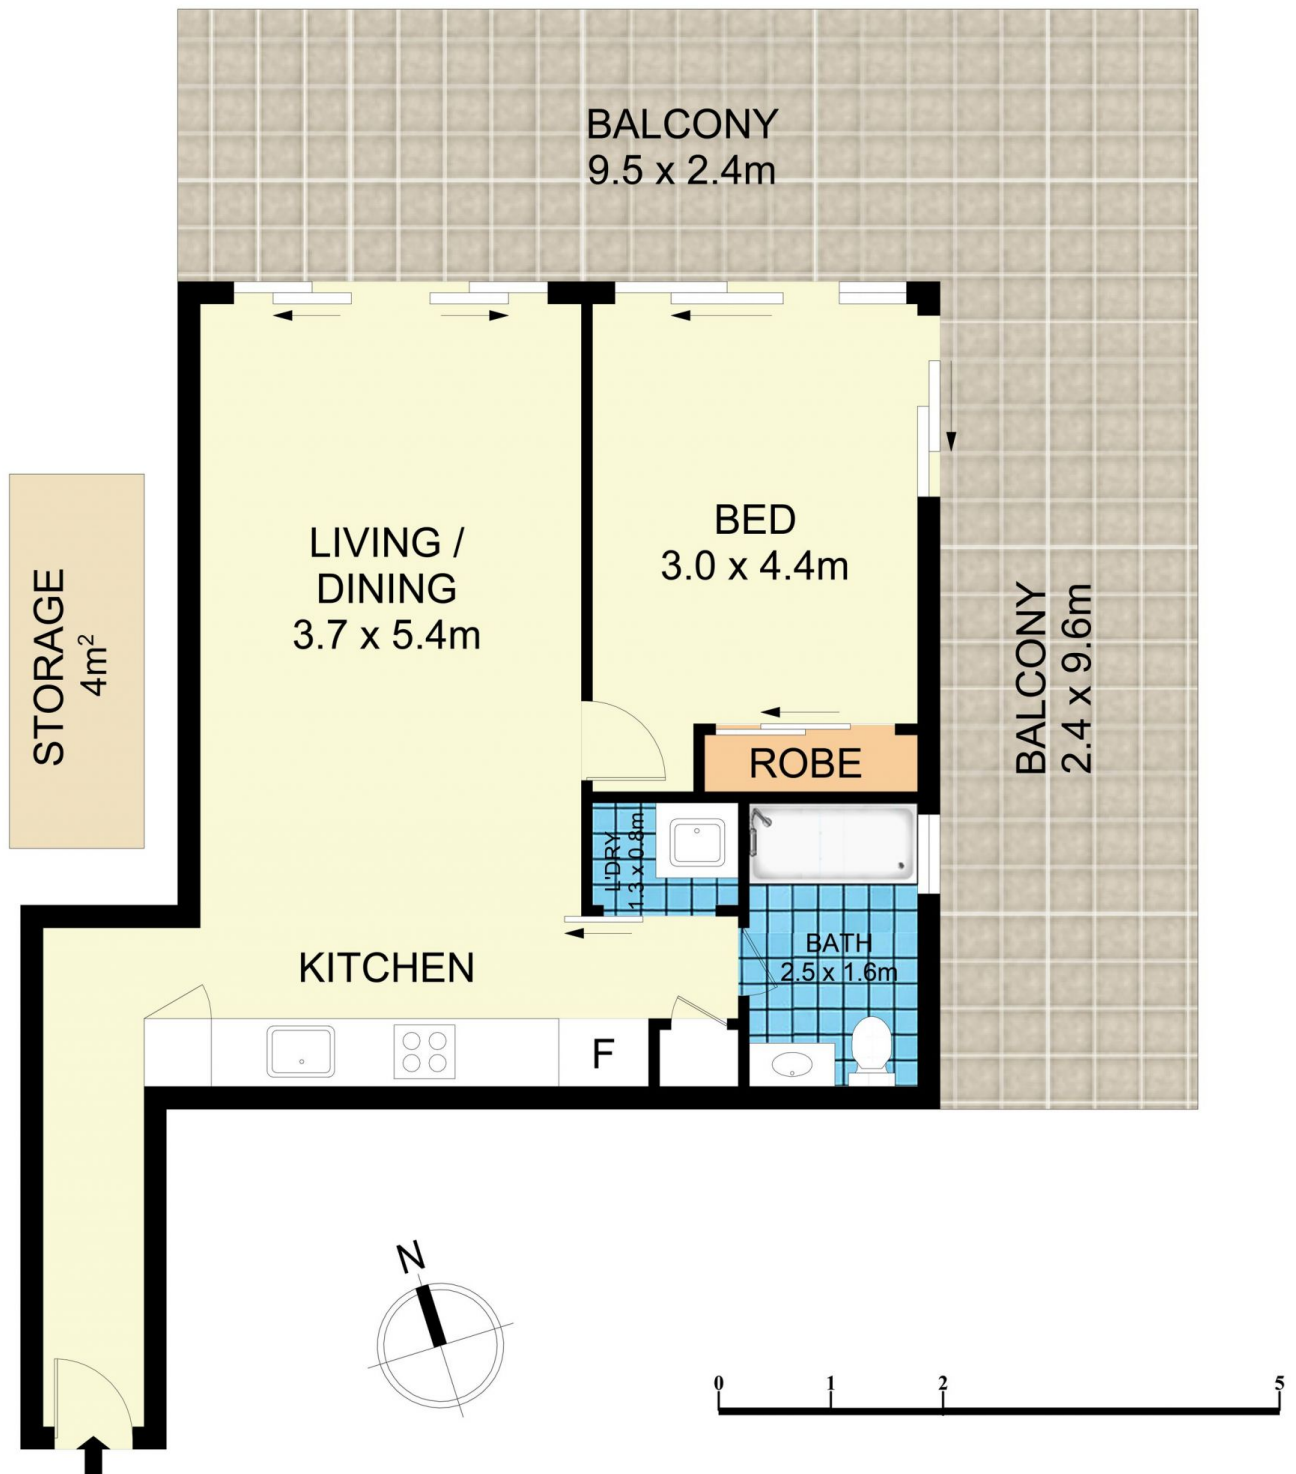 BALCONY
9.5 x 2.4m
LIVING /
DINING
3.7 x 5.4m
BED
3.0 x 4.4m
STORAGE
4m²
BALCONY
2.4 x 9.6m
ROBE
L'DRY
1.3 x 0.8m
KITCHEN
BATH
2.5 x 1.6m
F
N
0 1 2 5